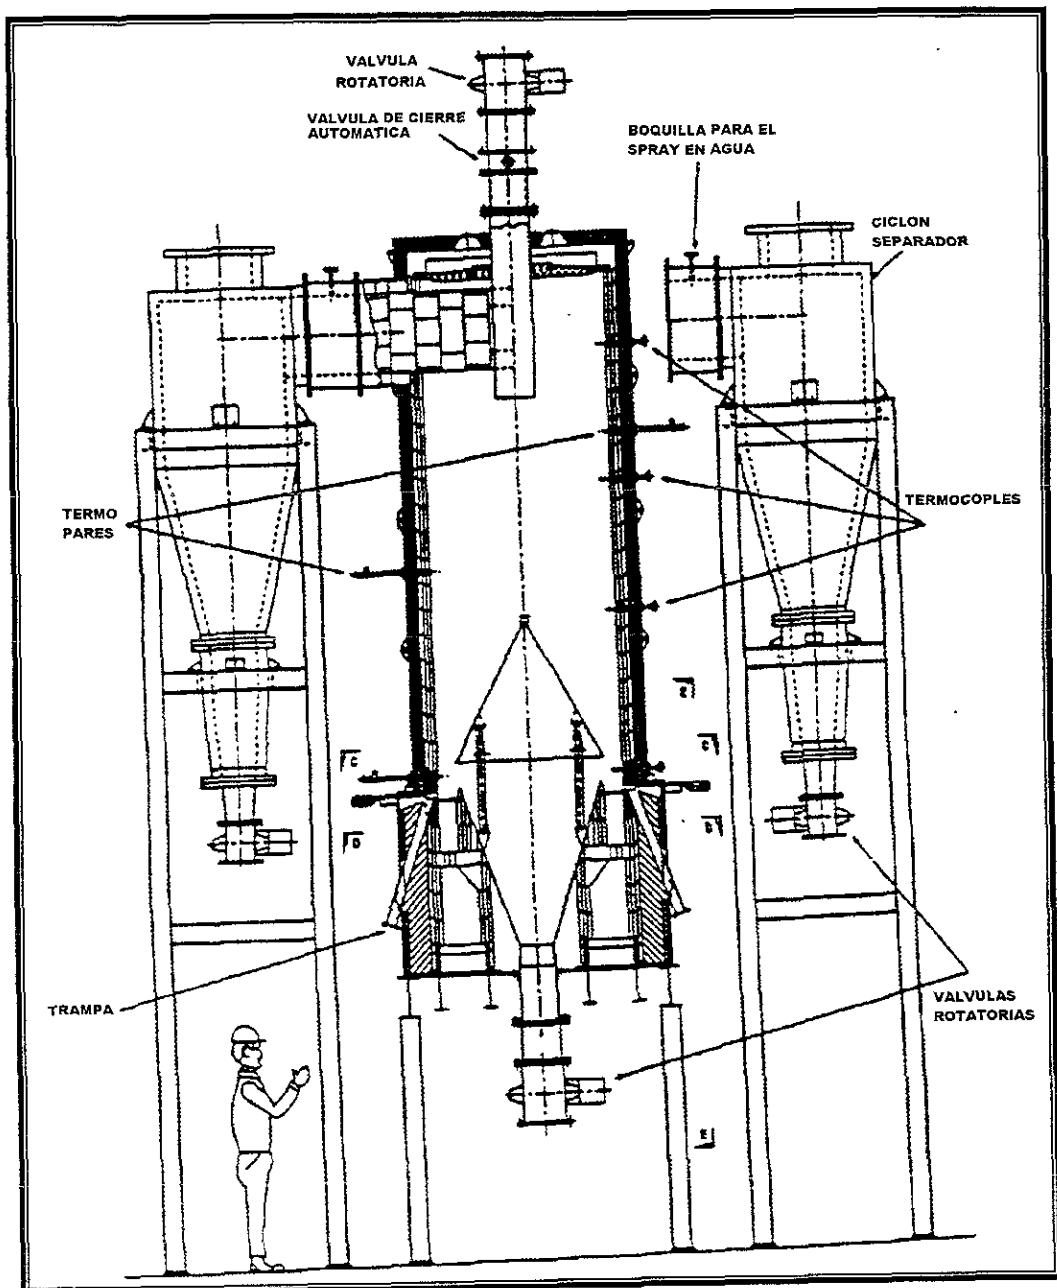 VALVULA
ROTATORIA
VALVULA DE CIERRE
AUTOMATICA
BOQUILLA PARA EL
SPRAY EN AGUA
CICLON
SEPARADOR
TERMO
PARES
TERMOCOPLES
C
D
E
TRAMPA
VALVULAS
ROTATORIAS